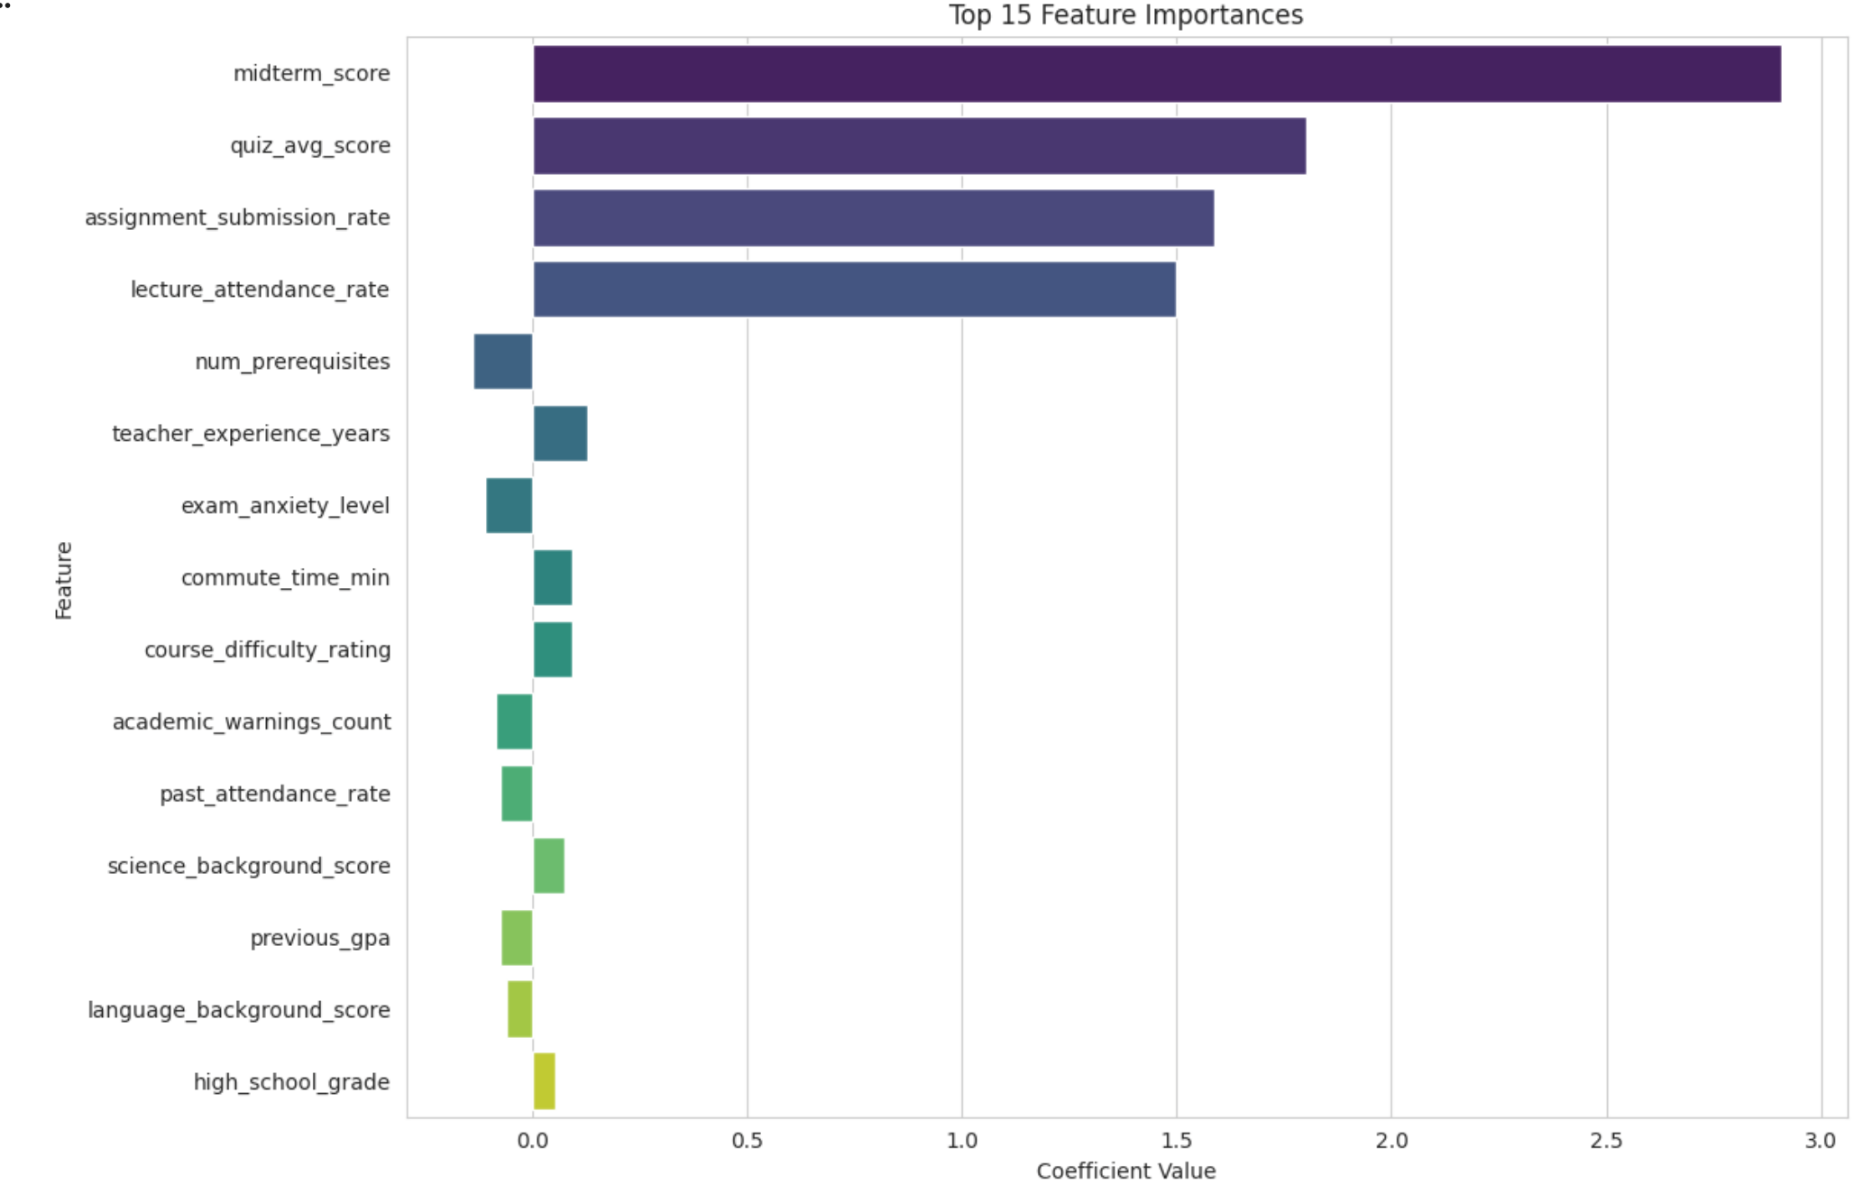 Top 15 Feature Importances
midterm_score
quiz_avg_score
assignment_submission_rate
lecture_attendance_rate
num_prerequisites
teacher_experience_years
exam_anxiety_level
commute_time_min
course_difficulty_rating
academic_warnings_count
past_attendance_rate
science_background_score
previous_gpa
language_background_score
high_school_grade
Feature
0.0 0.5 1.0 1.5 2.0 2.5 3.0
Coefficient Value